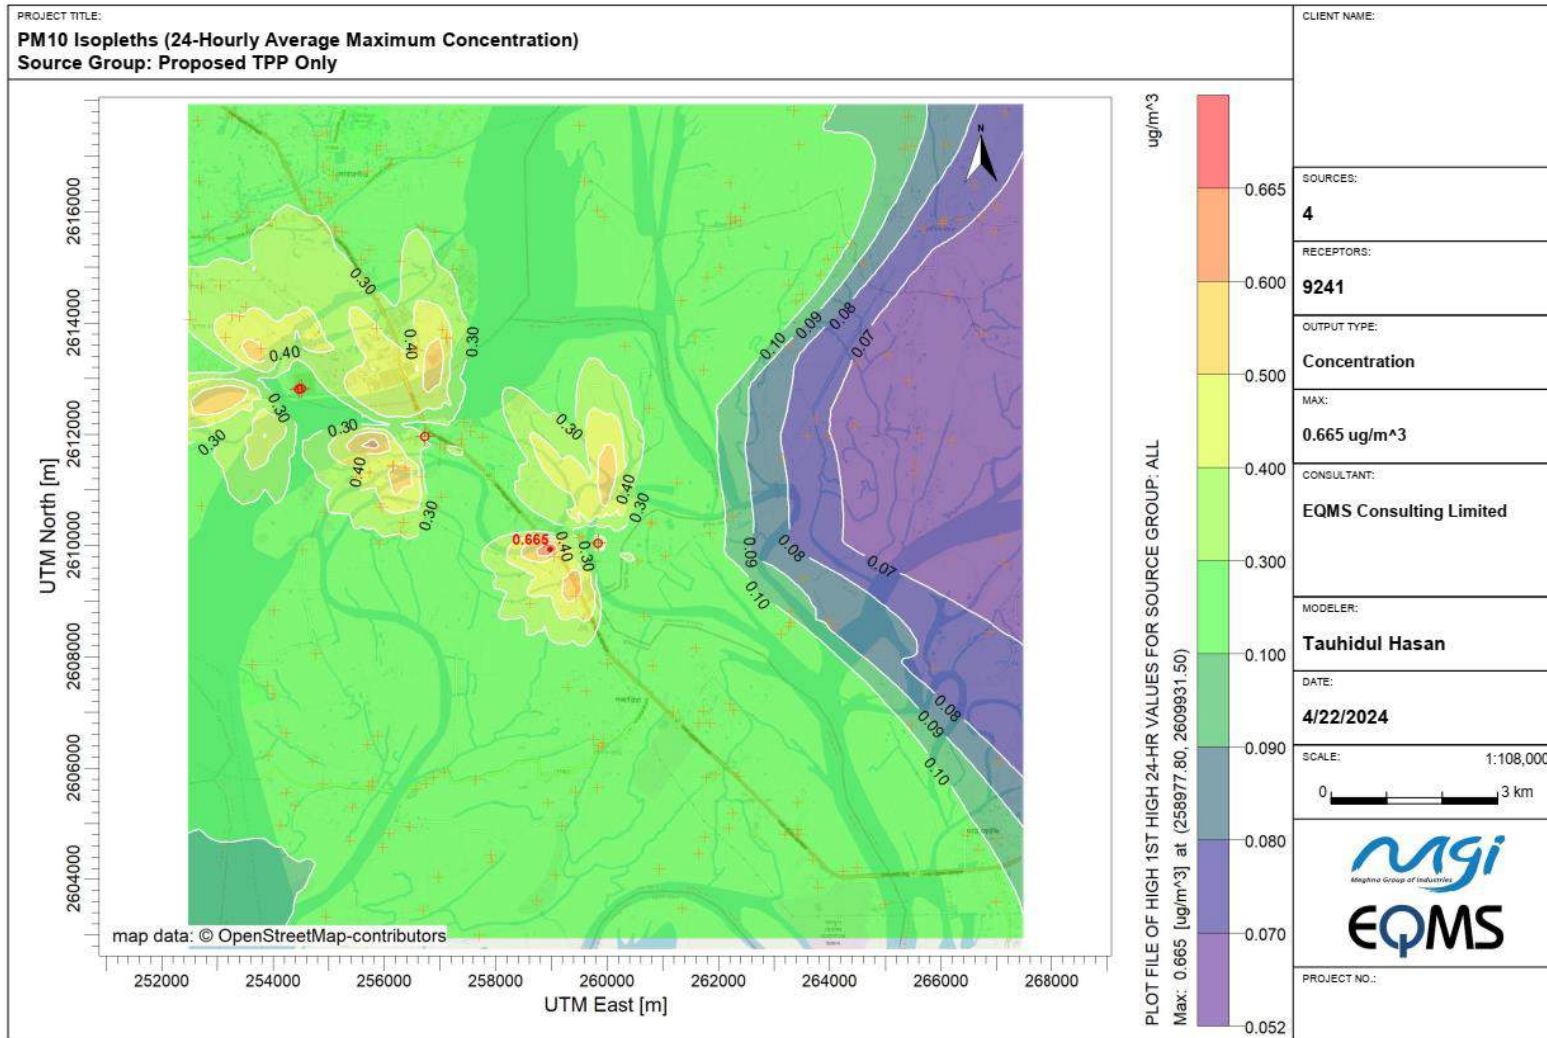 PROJECT TITLE:
PM10 Isopleths (24-Hourly Average Maximum Concentration)
Source Group: Proposed TPP Only
CLIENT NAME:
SOURCES:
4
RECEPTORS:
9241
OUTPUT TYPE:
Concentration
MAX:
0.665 ug/m^3
CONSULTANT:
EQMS Consulting Limited
MODELER:
Tauhidul Hasan
DATE:
4/22/2024
SCALE:
1:108,000
0
3 km
mgi
Meghna Group of Industries
EQMS
PROJECT NO.:
UTM North [m]
2616000
2614000
2612000
2610000
2608000
2606000
2604000
252000
254000
256000
258000
260000
262000
264000
266000
268000
UTM East [m]
N
0.30
0.40
0.40
0.30
0.30
0.30
0.30
0.40
0.30
0.30
0.40
0.30
0.665
0.40
0.30
0.10
0.09
0.08
0.07
0.09
0.10
0.08
0.07
0.08
0.09
0.10
map data: © OpenStreetMap-contributors
PLOT FILE OF HIGH 1ST HIGH 24-HR VALUES FOR SOURCE GROUP: ALL
Max: 0.665 [ug/m^3] at (258977.80, 2609931.50)
ug/m^3
0.665
0.600
0.500
0.400
0.300
0.100
0.090
0.080
0.070
0.052